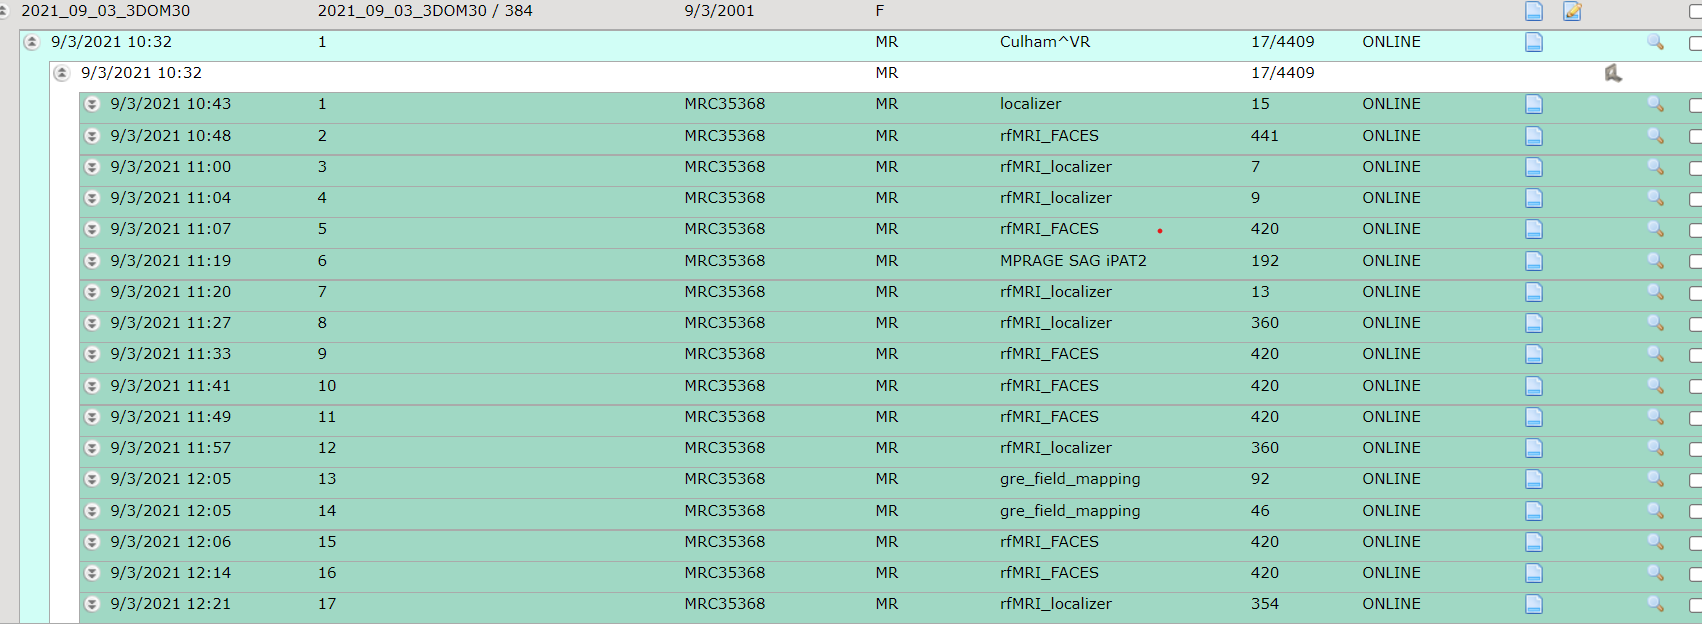 2021_09_03_3DOM30 2021_09_03_3DOM30 / 384 9/3/2001 F
9/3/2021 10:32 1 MR Culham^VR 17/4409 ONLINE
9/3/2021 10:32 MR 17/4409
9/3/2021 10:43 1 MRC35368 MR localizer 15 ONLINE
9/3/2021 10:48 2 MRC35368 MR rfMRI_FACES 441 ONLINE
9/3/2021 11:00 3 MRC35368 MR rfMRI_localizer 7 ONLINE
9/3/2021 11:04 4 MRC35368 MR rfMRI_localizer 9 ONLINE
9/3/2021 11:07 5 MRC35368 MR rfMRI_FACES 420 ONLINE
9/3/2021 11:19 6 MRC35368 MR MPRAGE SAG iPAT2 192 ONLINE
9/3/2021 11:20 7 MRC35368 MR rfMRI_localizer 13 ONLINE
9/3/2021 11:27 8 MRC35368 MR rfMRI_localizer 360 ONLINE
9/3/2021 11:33 9 MRC35368 MR rfMRI_FACES 420 ONLINE
9/3/2021 11:41 10 MRC35368 MR rfMRI_FACES 420 ONLINE
9/3/2021 11:49 11 MRC35368 MR rfMRI_FACES 420 ONLINE
9/3/2021 11:57 12 MRC35368 MR rfMRI_localizer 360 ONLINE
9/3/2021 12:05 13 MRC35368 MR gre_field_mapping 92 ONLINE
9/3/2021 12:05 14 MRC35368 MR gre_field_mapping 46 ONLINE
9/3/2021 12:06 15 MRC35368 MR rfMRI_FACES 420 ONLINE
9/3/2021 12:14 16 MRC35368 MR rfMRI_FACES 420 ONLINE
9/3/2021 12:21 17 MRC35368 MR rfMRI_localizer 354 ONLINE